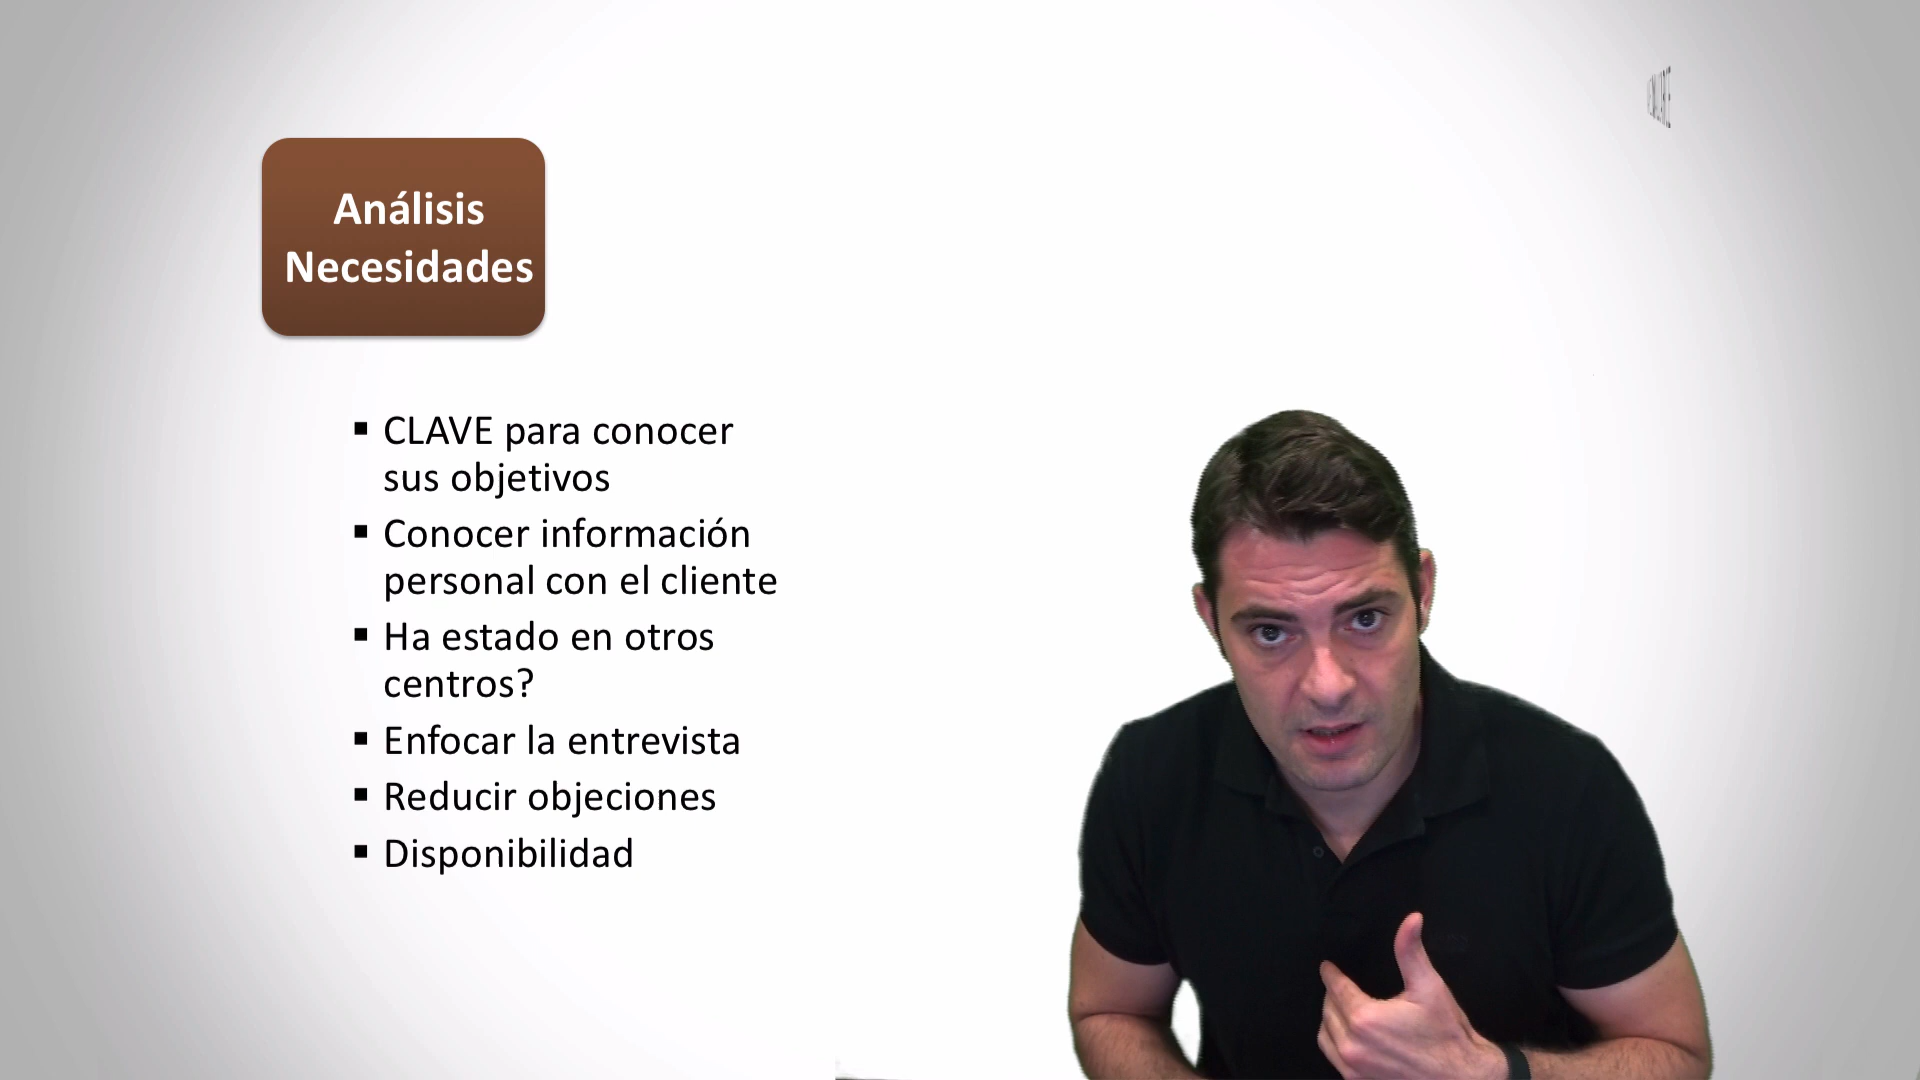 Análisis
Necesidades
▪ CLAVE para conocer
sus objetivos
▪ Conocer información
personal con el cliente
▪ Ha estado en otros
centros?
▪ Enfocar la entrevista
▪ Reducir objeciones
▪ Disponibilidad